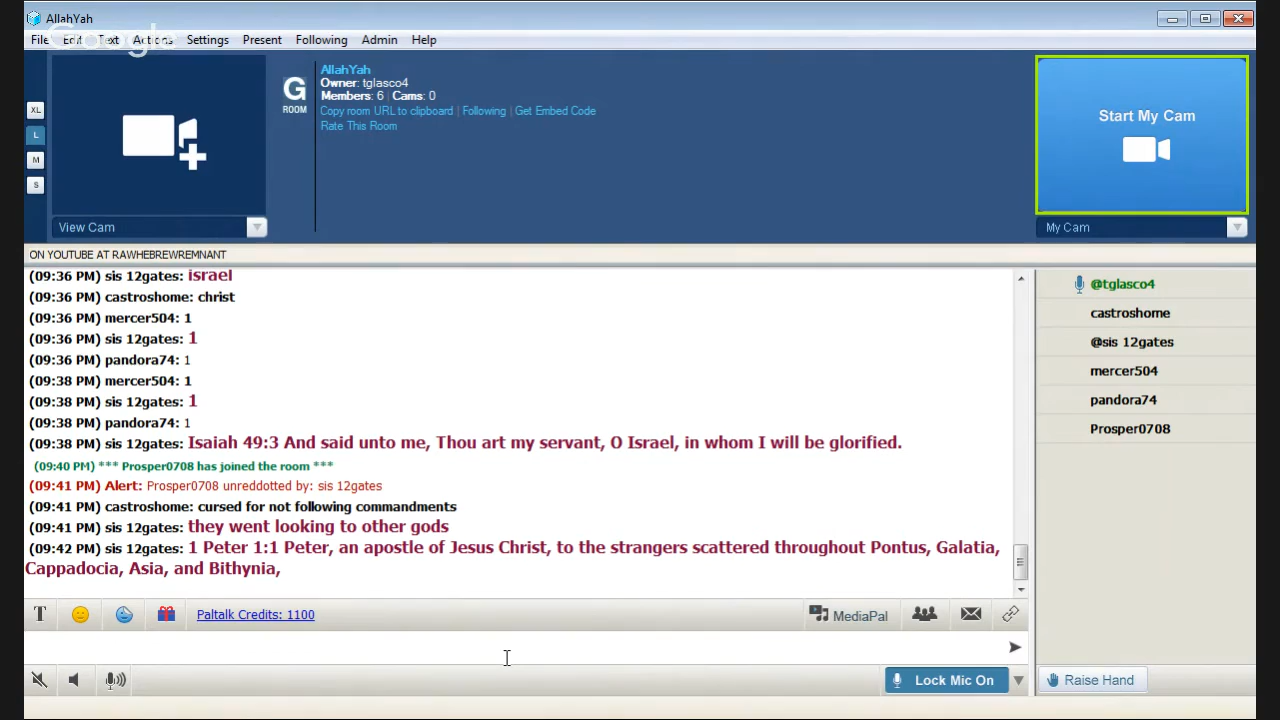 AllahYah
Google
File Edit Text Actions Settings Present Following Admin Help
XL
L
M
S
G
ROOM
AllahYah
Owner: tglasco4
Members: 6 | Cams: 0
Copy room URL to clipboard | Following | Get Embed Code
Rate This Room
Start My Cam
View Cam
My Cam
ON YOUTUBE AT RAWHEBREWREMNANT
(09:36 PM) sis 12gates: israel
(09:36 PM) castroshome: christ
(09:36 PM) mercer504: 1
(09:36 PM) sis 12gates: 1
(09:36 PM) pandora74: 1
(09:38 PM) mercer504: 1
(09:38 PM) sis 12gates: 1
(09:38 PM) pandora74: 1
(09:38 PM) sis 12gates: Isaiah 49:3 And said unto me, Thou art my servant, O Israel, in whom I will be glorified.
(09:40 PM) *** Prosper0708 has joined the room ***
(09:41 PM) Alert: Prosper0708 unreddotted by: sis 12gates
(09:41 PM) castroshome: cursed for not following commandments
(09:41 PM) sis 12gates: they went looking to other gods
(09:42 PM) sis 12gates: 1 Peter 1:1 Peter, an apostle of Jesus Christ, to the strangers scattered throughout Pontus, Galatia,
Cappadocia, Asia, and Bithynia,
@tglasco4
castroshome
@sis 12gates
mercer504
pandora74
Prosper0708
T
Paltalk Credits: 1100
MediaPal
Lock Mic On
Raise Hand